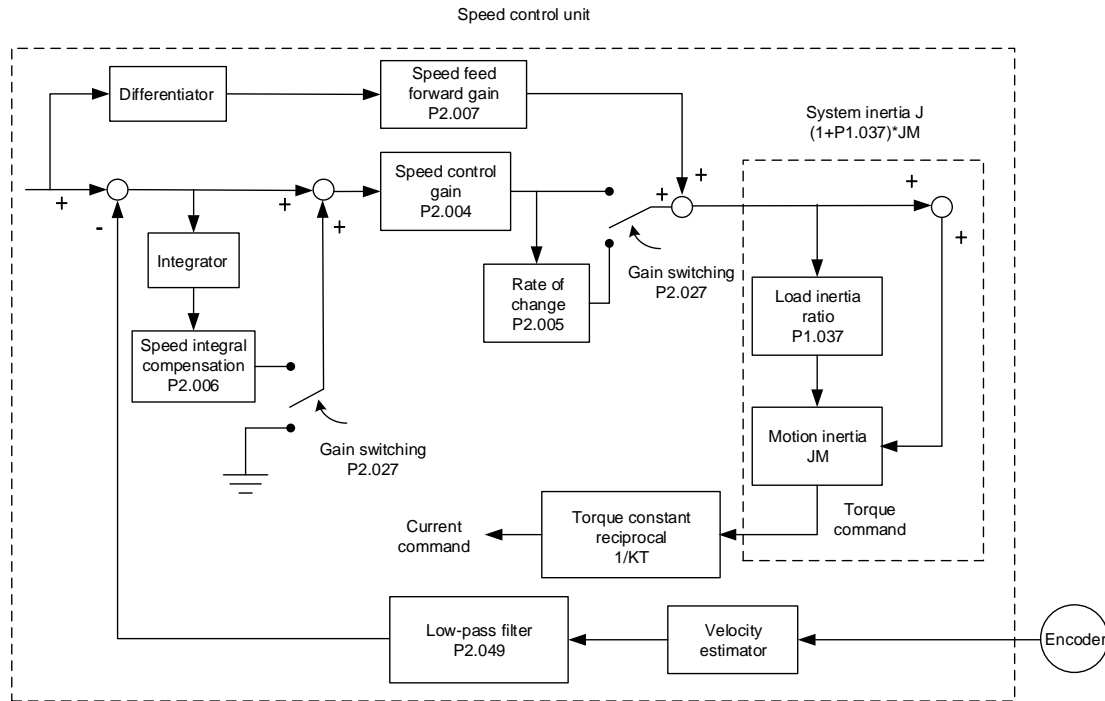 Speed control unit
Differentiator
Speed feed
forward gain
P2.007
System inertia J
(1+P1.037)*JM
+
+
+
-
+
+
Speed control
gain
P2.004
+
+
+
Integrator
Rate of
change
P2.005
Gain switching
P2.027
Load inertia
ratio
P1.037
Speed integral
compensation
P2.006
Gain switching
P2.027
Motion inertia
JM
Current
command
Torque constant
reciprocal
1/KT
Torque
command
Low-pass filter
P2.049
Velocity
estimator
Encoder